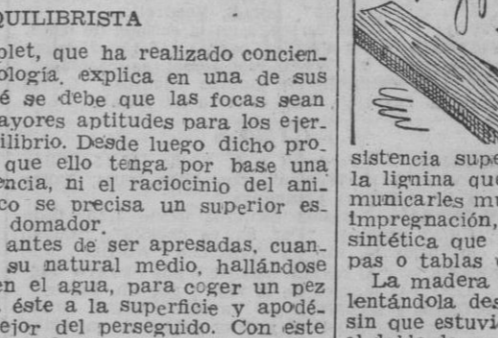 QUILIBRISTA
olet, que ha realizado concien-
ología, explica en una de sus
é se debe que las focas sean
ayores aptitudes para los ejer-
ilibrio. Desde luego dicho pro-
que ello tenga por base una
encia, ni el raciocinio del ani-
co se precisa un superior es-
domador.
antes de ser apresadas, cuan-
su natural medio, hallándose
en el agua, para coger un pez
éste a la superficie y apodé-
ejor del perseguido. Con este
sistencia supe
la lignina que
municarles mu
impregnación,
sintética que
pas o tablas
La madera
lentándola des
sin que estuvi